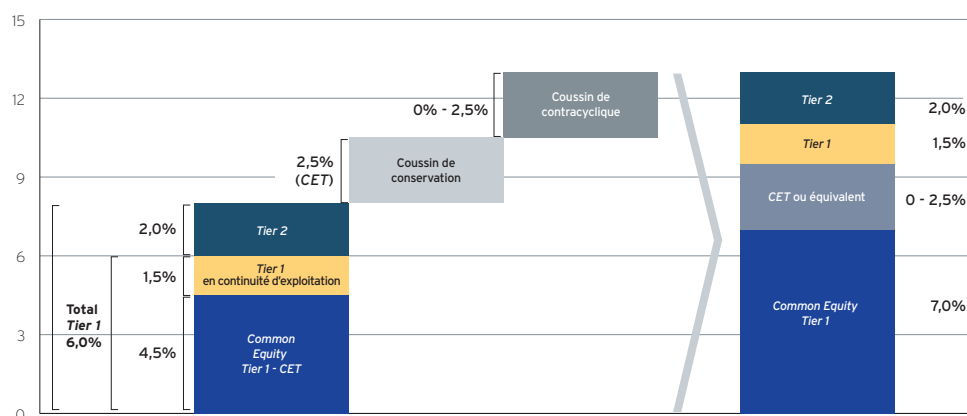 15
12
9
6
3
0
Total
Tier 1
6,0%
2,0%
1,5%
4,5%
Tier 2
Tier 1
en continuité d'exploitation
Common
Equity
Tier 1 - CET
2,5%
(CET)
Coussin de
conservation
0% - 2,5%
Coussin de
contracyclique
Tier 2
Tier 1
CET ou équivalent
Common Equity
Tier 1
2,0%
1,5%
0 - 2,5%
7,0%